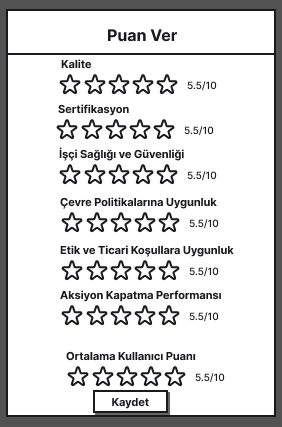 Puan Ver
Kalite
5.5/10
Sertifikasyon
5.5/10
İşçi Sağlığı ve Güvenliği
5.5/10
Çevre Politikalarına Uygunluk
5.5/10
Etik ve Ticari Koşullara Uygunluk
5.5/10
Aksiyon Kapatma Performansı
5.5/10
Ortalama Kullanıcı Puanı
5.5/10
Kaydet